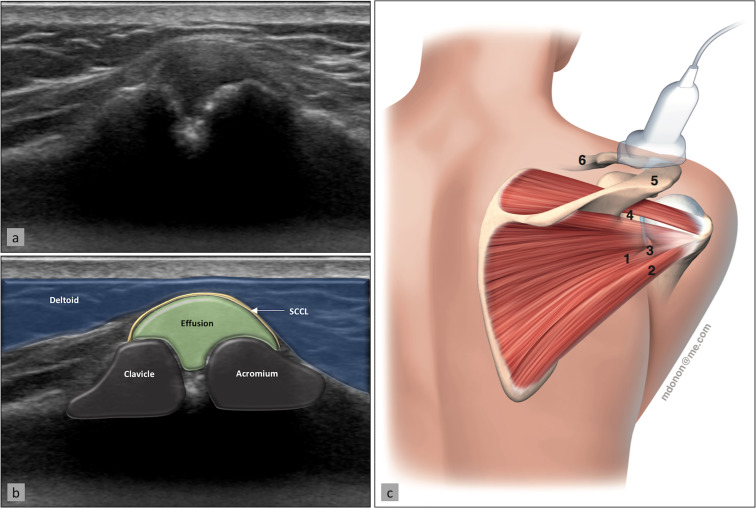 a
Deltoid
SCCL
Effusion
Clavicle
Acromium
b
6
5
4
3
1
2
mdonon@me.com
c